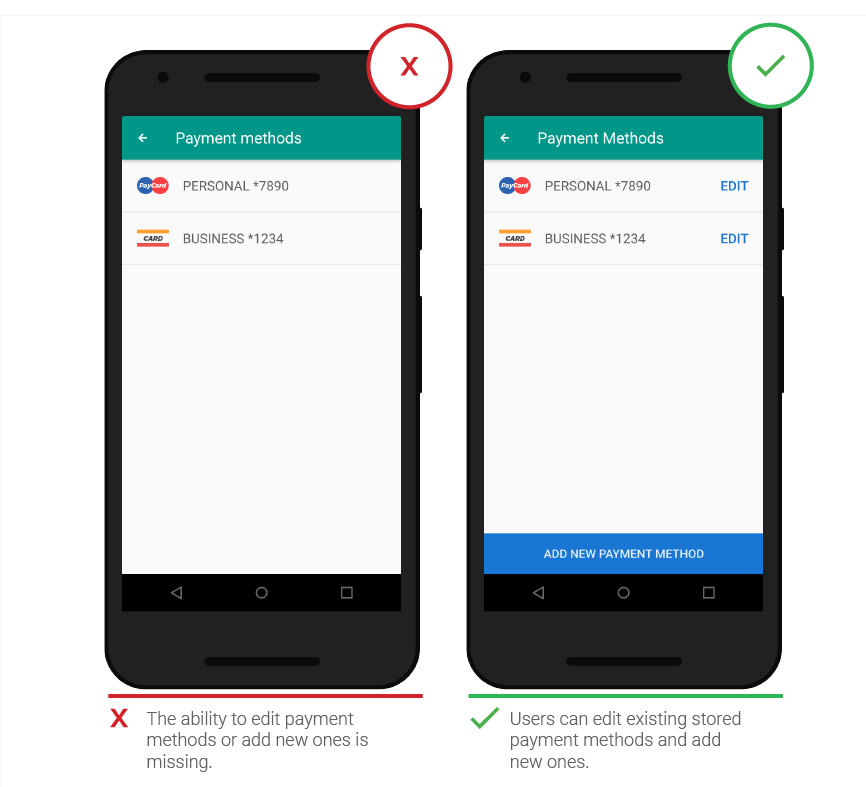 X
Payment methods
PayCard PERSONAL *7890
CARD BUSINESS *1234
X The ability to edit payment
methods or add new ones is
missing.
Payment Methods
PayCard PERSONAL *7890 EDIT
CARD BUSINESS *1234 EDIT
ADD NEW PAYMENT METHOD
Users can edit existing stored
payment methods and add
new ones.